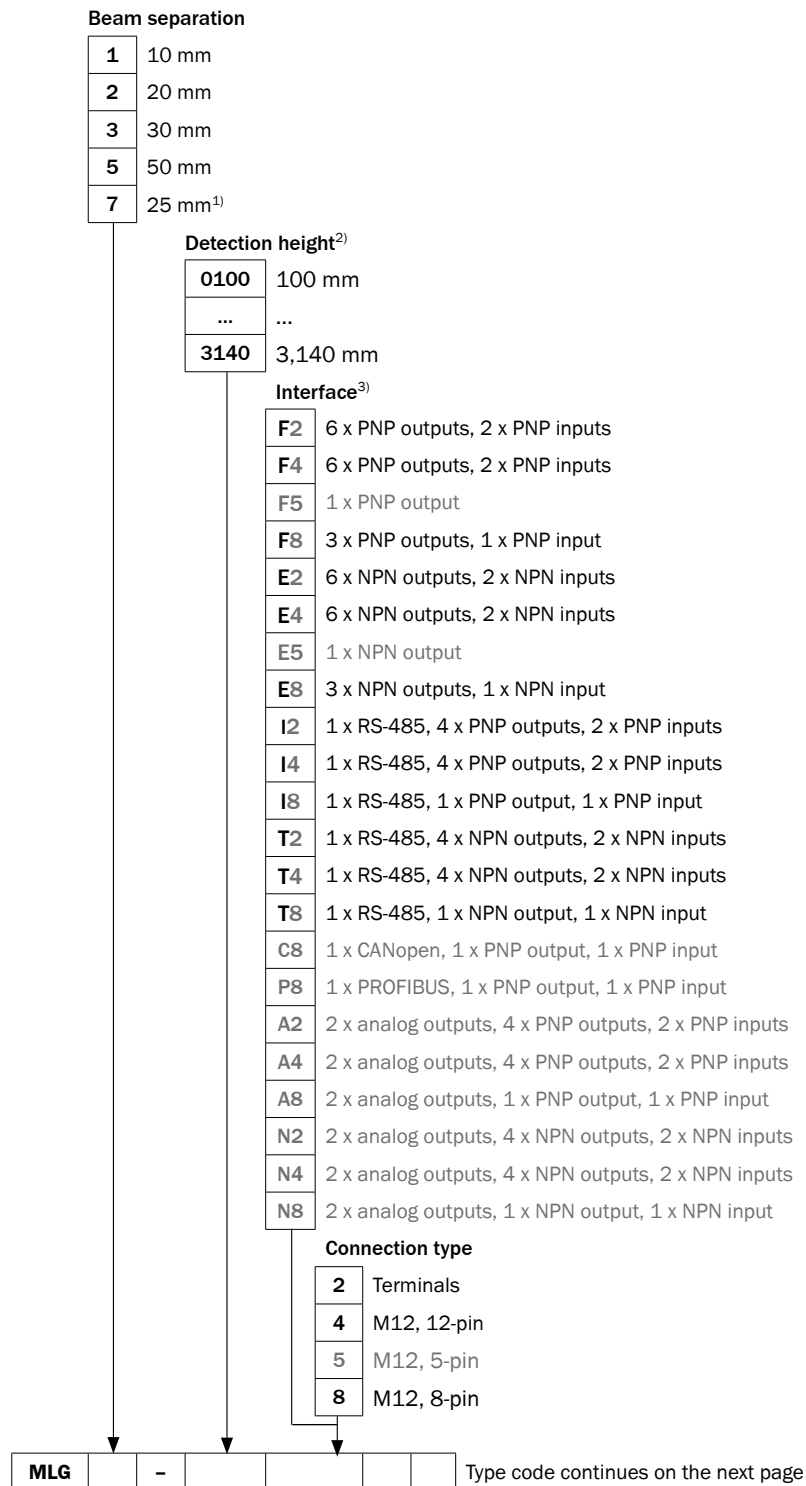 Beam separation
1 10 mm
2 20 mm
3 30 mm
5 50 mm
7 25 mm1)
Detection height2)
0100 100 mm
... ...
3140 3,140 mm
Interface3)
F2 6 x PNP outputs, 2 x PNP inputs
F4 6 x PNP outputs, 2 x PNP inputs
F5 1 x PNP output
F8 3 x PNP outputs, 1 x PNP input
E2 6 x NPN outputs, 2 x NPN inputs
E4 6 x NPN outputs, 2 x NPN inputs
E5 1 x NPN output
E8 3 x NPN outputs, 1 x NPN input
I2 1 x RS-485, 4 x PNP outputs, 2 x PNP inputs
I4 1 x RS-485, 4 x PNP outputs, 2 x PNP inputs
I8 1 x RS-485, 1 x PNP output, 1 x PNP input
T2 1 x RS-485, 4 x NPN outputs, 2 x NPN inputs
T4 1 x RS-485, 4 x NPN outputs, 2 x NPN inputs
T8 1 x RS-485, 1 x NPN output, 1 x NPN input
C8 1 x CANopen, 1 x PNP output, 1 x PNP input
P8 1 x PROFIBUS, 1 x PNP output, 1 x PNP input
A2 2 x analog outputs, 4 x PNP outputs, 2 x PNP inputs
A4 2 x analog outputs, 4 x PNP outputs, 2 x PNP inputs
A8 2 x analog outputs, 1 x PNP output, 1 x PNP input
N2 2 x analog outputs, 4 x NPN outputs, 2 x NPN inputs
N4 2 x analog outputs, 4 x NPN outputs, 2 x NPN inputs
N8 2 x analog outputs, 1 x NPN output, 1 x NPN input
Connection type
2 Terminals
4 M12, 12-pin
5 M12, 5-pin
8 M12, 8-pin
MLG – Type code continues on the next page